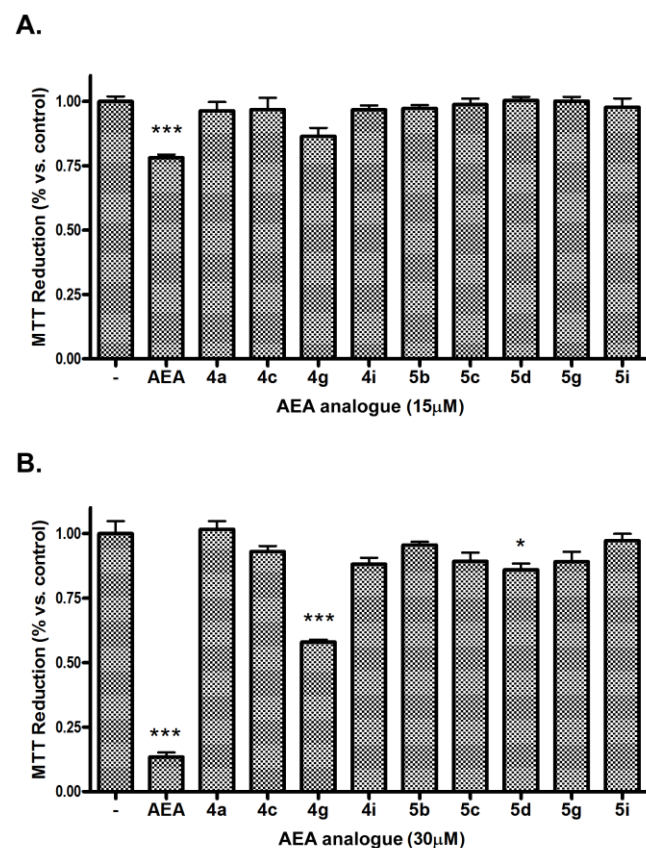 A.
MTT Reduction (% vs. control)
1.00
0.75
0.50
0.25
0.00
***
- AEA 4a 4c 4g 4i 5b 5c 5d 5g 5i
AEA analogue (15μM)
B.
MTT Reduction (% vs. control)
1.00
0.75
0.50
0.25
0.00
*
***
***
- AEA 4a 4c 4g 4i 5b 5c 5d 5g 5i
AEA analogue (30μM)